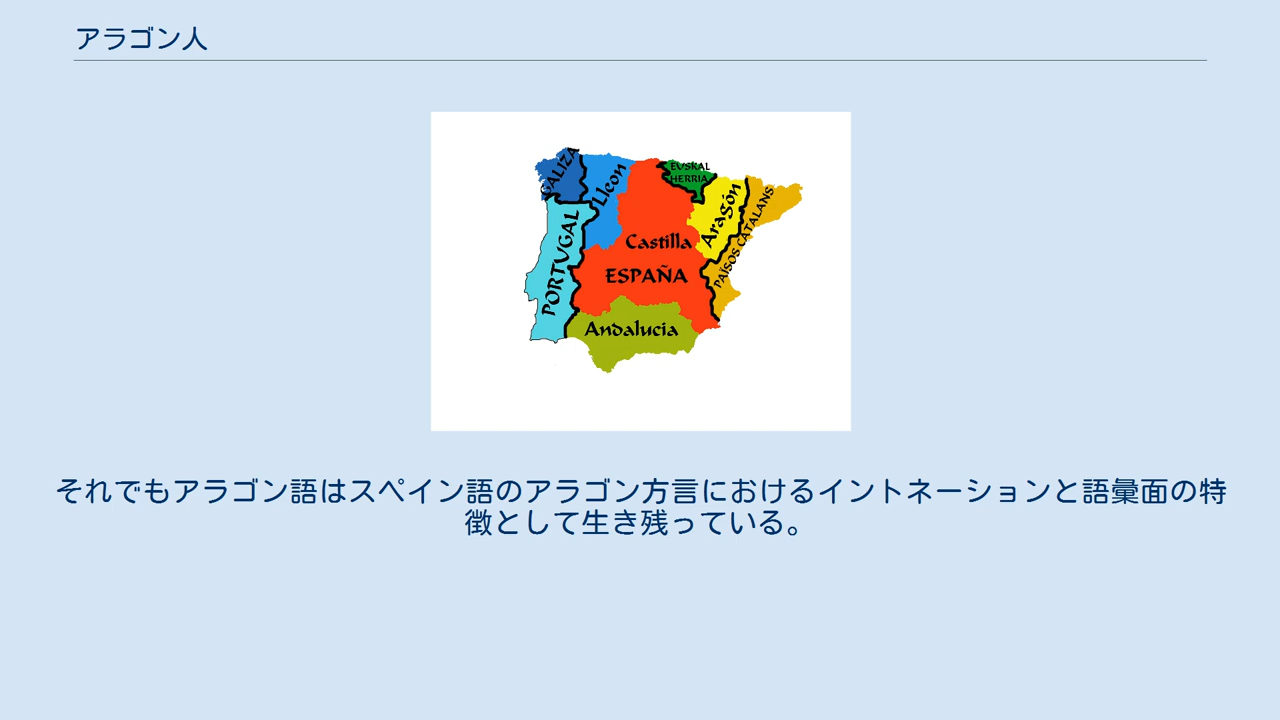 アラゴン人
GALIZA
Lleon
EUSKAL
HERRIA
Aragón
PAÏSOS CATALANS
PORTUGAL
Castilla
ESPAÑA
Andalucia
それでもアラゴン語はスペイン語のアラゴン方言におけるイントネーションと語彙面の特
徴として生き残っている。